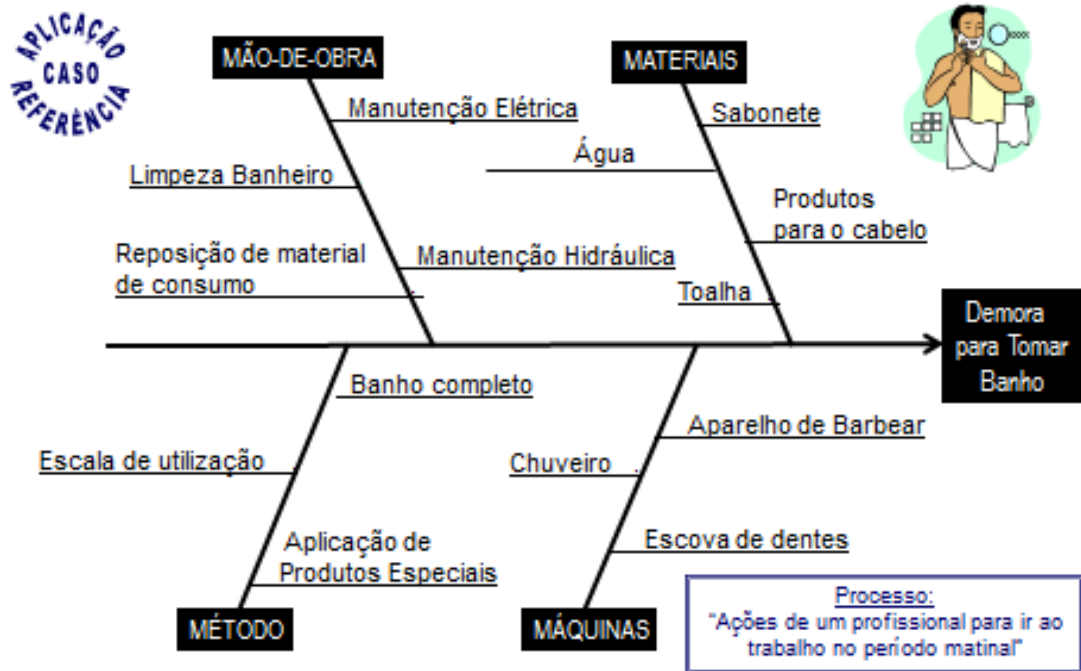 APLICAÇÃO
CASO
REFERÊNCIA
MÃO-DE-OBRA
MATERIAIS
Manutenção Elétrica
Sabonete
Água
Limpeza Banheiro
Produtos
para o cabelo
Reposição de material
de consumo
Manutenção Hidráulica
Toalha
Demora
para Tomar
Banho
Banho completo
Aparelho de Barbear
Escala de utilização
Chuveiro
Aplicação de
Produtos Especiais
Escova de dentes
MÉTODO
MÁQUINAS
Processo:
"Ações de um profissional para ir ao
trabalho no período matinal"